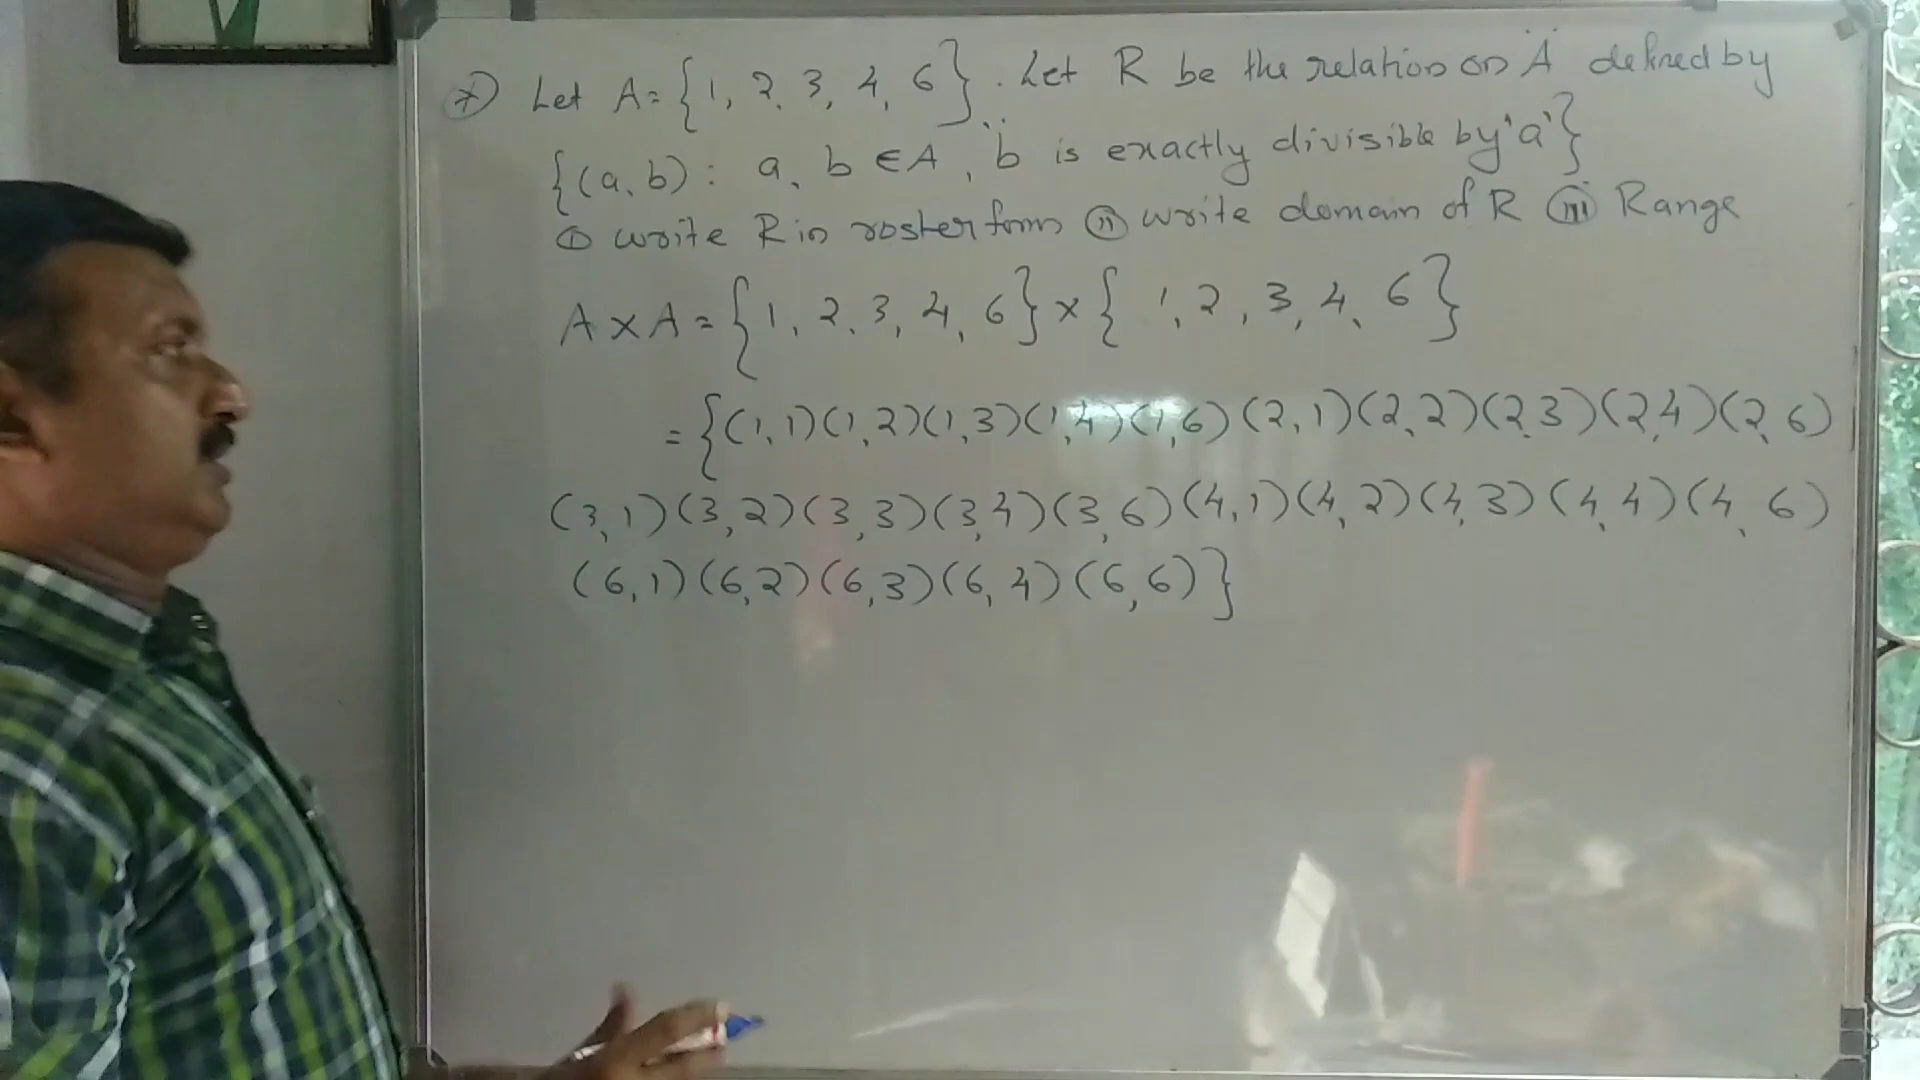 7) Let A = {1, 2, 3, 4, 6}. Let R be the relation on A defined by
{(a, b) : a, b ∈ A, b is exactly divisible by 'a'}
(i) write R in roster form (ii) write domain of R (iii) Range
A × A = {1, 2, 3, 4, 6} × {1, 2, 3, 4, 6}
= {(1,1)(1,2)(1,3)(1,4)(1,6)(2,1)(2,2)(2,3)(2,4)(2,6)
(3,1)(3,2)(3,3)(3,4)(3,6)(4,1)(4,2)(4,3)(4,4)(4,6)
(6,1)(6,2)(6,3)(6,4)(6,6)}